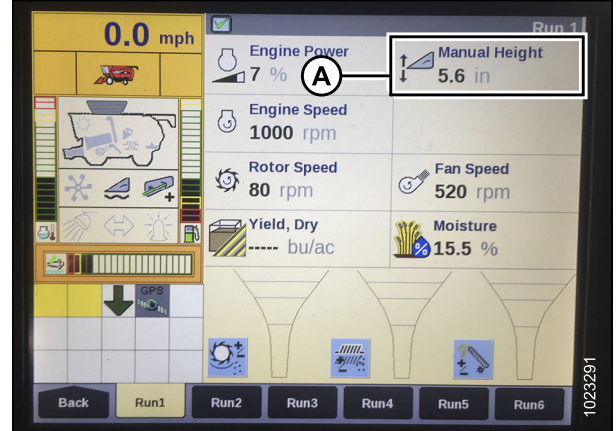 0.0 mph
Run 1
Engine Power
7 %
A
Manual Height
5.6 in
Engine Speed
1000 rpm
Rotor Speed
80 rpm
Fan Speed
520 rpm
Yield, Dry
----- bu/ac
Moisture
15.5 %
GPS
Back
Run1
Run2
Run3
Run4
Run5
Run6
1023291